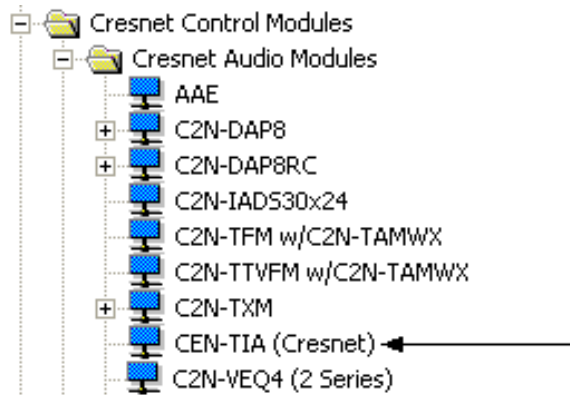 Cresnet Control Modules
Cresnet Audio Modules
AAE
C2N-DAP8
C2N-DAP8RC
C2N-IADS30x24
C2N-TFM w/C2N-TAMWX
C2N-TTVFM w/C2N-TAMWX
C2N-TXM
CEN-TIA (Cresnet)
C2N-VEQ4 (2 Series)